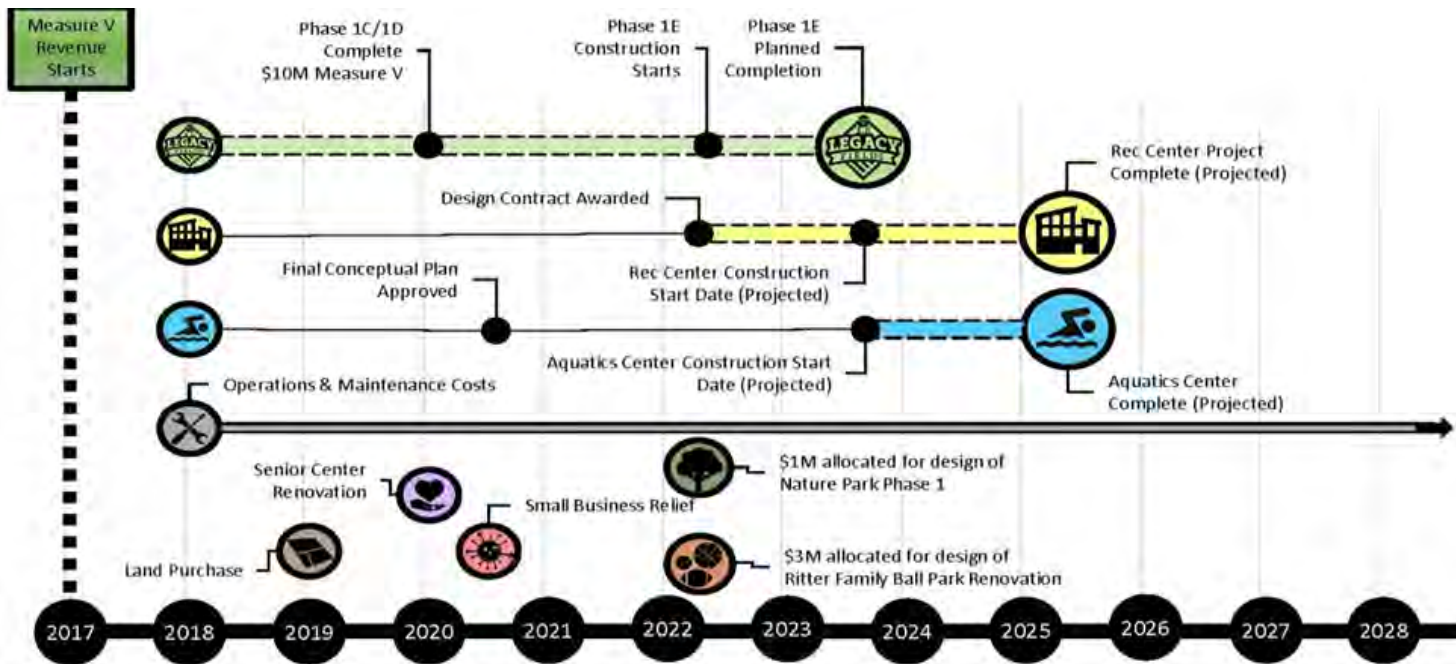 Measure V
Revenue
Starts
Phase 1C/1D
Complete
$10M Measure V
Phase 1E
Construction
Starts
Phase 1E
Planned
Completion
LEGACY
FIELDS
LEGACY
FIELDS
Rec Center Project
Complete (Projected)
Design Contract Awarded
Rec Center Construction
Start Date (Projected)
Final Conceptual Plan
Approved
Aquatics Center Construction Start
Date (Projected)
Aquatics Center
Complete (Projected)
Operations & Maintenance Costs
Senior Center
Renovation
Small Business Relief
$1M allocated for design of
Nature Park Phase 1
Land Purchase
$3M allocated for design of
Ritter Family Ball Park Renovation
2017 2018 2019 2020 2021 2022 2023 2024 2025 2026 2027 2028